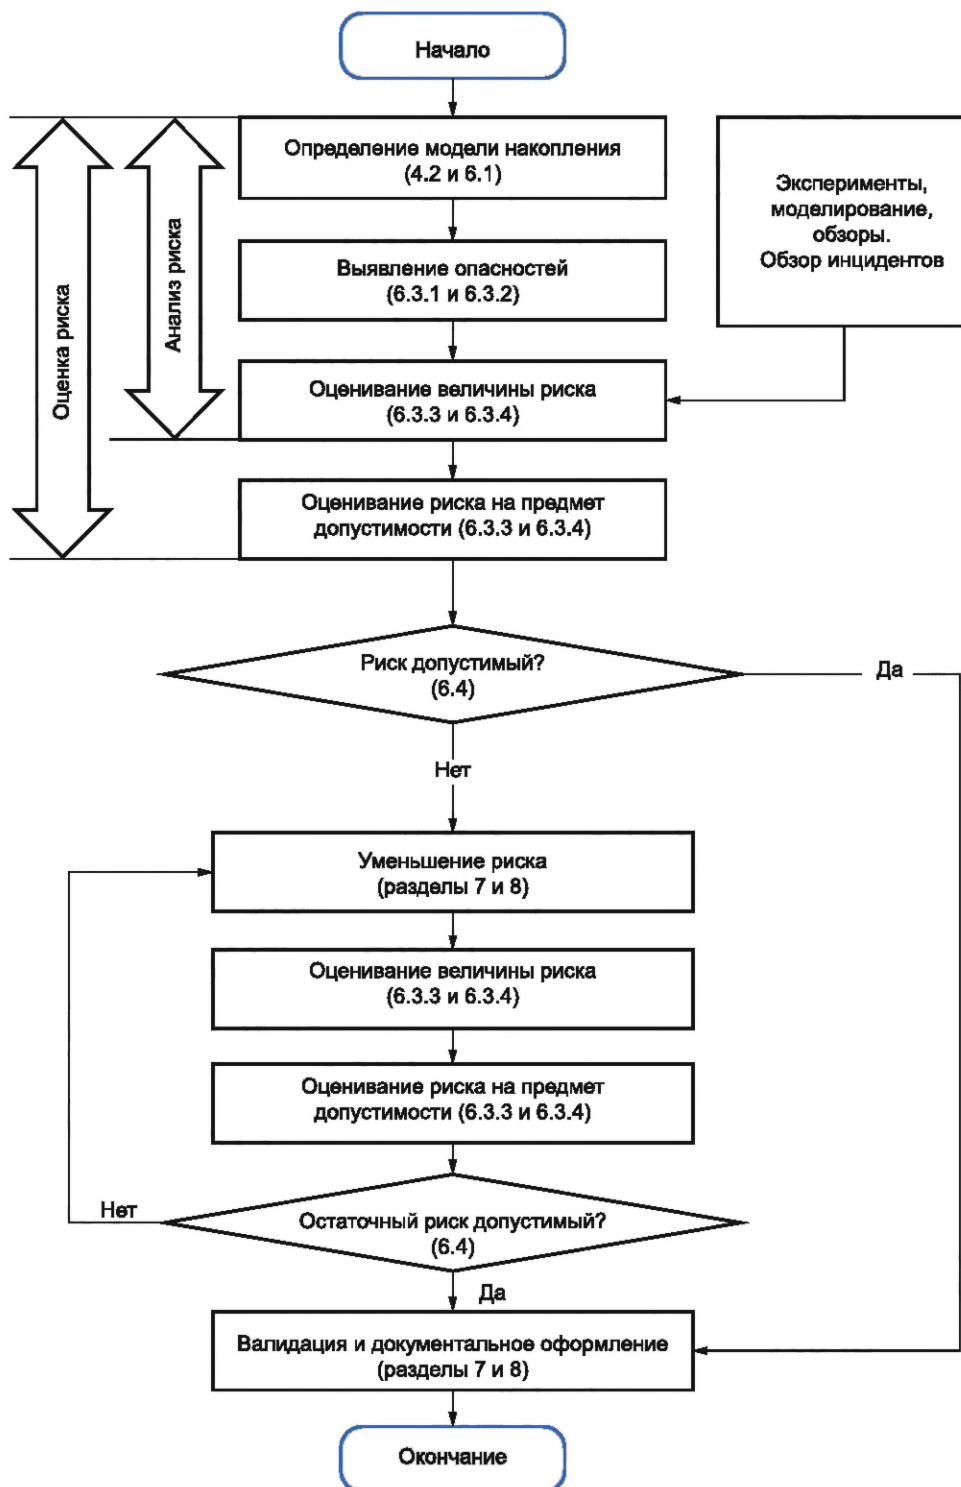 Начало
Определение модели накопления
(4.2 и 6.1)
Эксперименты,
моделирование,
обзоры.
Обзор инцидентов
Выявление опасностей
(6.3.1 и 6.3.2)
Оценка риска
Анализ риска
Оценивание величины риска
(6.3.3 и 6.3.4)
Оценивание риска на предмет
допустимости (6.3.3 и 6.3.4)
Риск допустимый?
(6.4)
Да
Нет
Уменьшение риска
(разделы 7 и 8)
Оценивание величины риска
(6.3.3 и 6.3.4)
Оценивание риска на предмет
допустимости (6.3.3 и 6.3.4)
Нет
Остаточный риск допустимый?
(6.4)
Да
Валидация и документальное оформление
(разделы 7 и 8)
Окончание